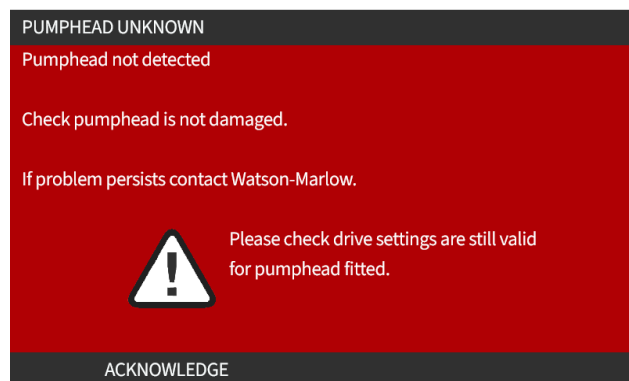 PUMPHEAD UNKNOWN
Pumphead not detected
Check pumphead is not damaged.
If problem persists contact Watson-Marlow.
Please check drive settings are still valid
for pumphead fitted.
ACKNOWLEDGE